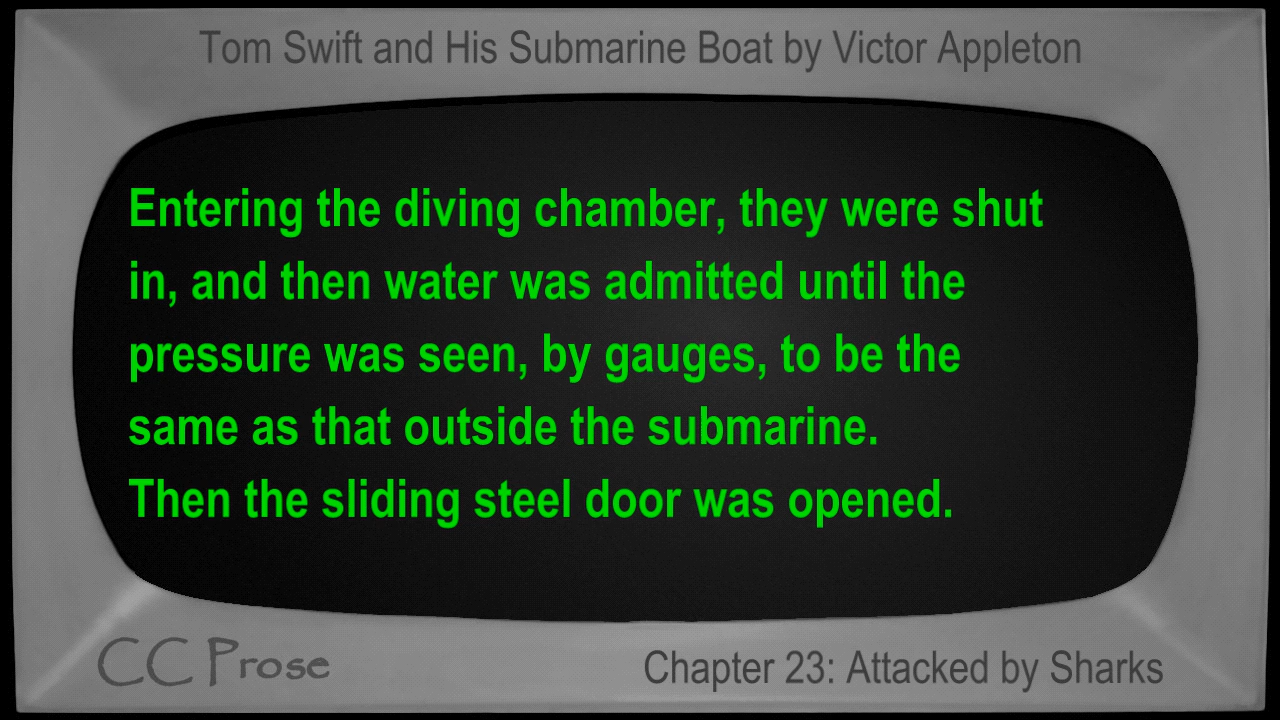 Tom Swift and His Submarine Boat by Victor Appleton
Entering the diving chamber, they were shut
in, and then water was admitted until the
pressure was seen, by gauges, to be the
same as that outside the submarine.
Then the sliding steel door was opened.
CC Prose
Chapter 23: Attacked by Sharks